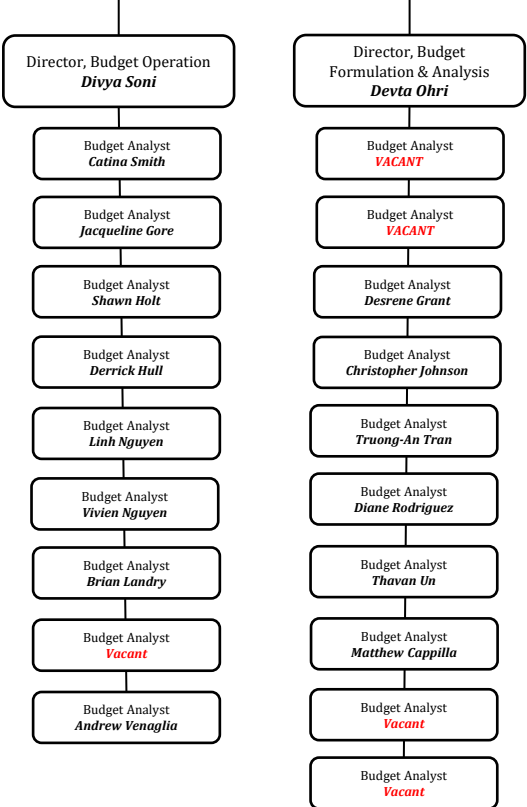 Director, Budget Operation
Divya Soni
Budget Analyst
Catina Smith
Budget Analyst
Jacqueline Gore
Budget Analyst
Shawn Holt
Budget Analyst
Derrick Hull
Budget Analyst
Linh Nguyen
Budget Analyst
Vivien Nguyen
Budget Analyst
Brian Landry
Budget Analyst
Vacant
Budget Analyst
Andrew Venaglia
Director, Budget
Formulation & Analysis
Devta Ohri
Budget Analyst
VACANT
Budget Analyst
VACANT
Budget Analyst
Desrene Grant
Budget Analyst
Christopher Johnson
Budget Analyst
Truong-An Tran
Budget Analyst
Diane Rodriguez
Budget Analyst
Thavan Un
Budget Analyst
Matthew Cappilla
Budget Analyst
Vacant
Budget Analyst
Vacant